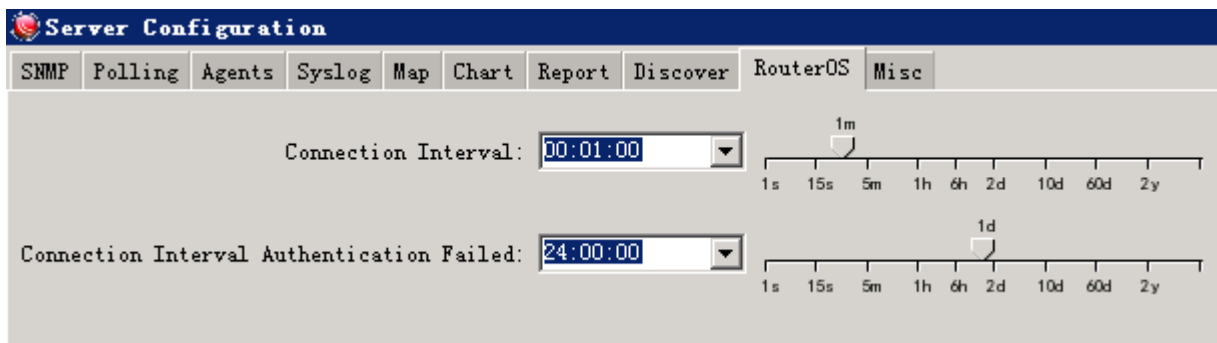 Server Configuration
SNMP Polling Agents Syslog Map Chart Report Discover RouterOS Misc
1m
Connection Interval: 00:01:00
1s 15s 5m 1h 6h 2d 10d 60d 2y
1d
Connection Interval Authentication Failed: 24:00:00
1s 15s 5m 1h 6h 2d 10d 60d 2y